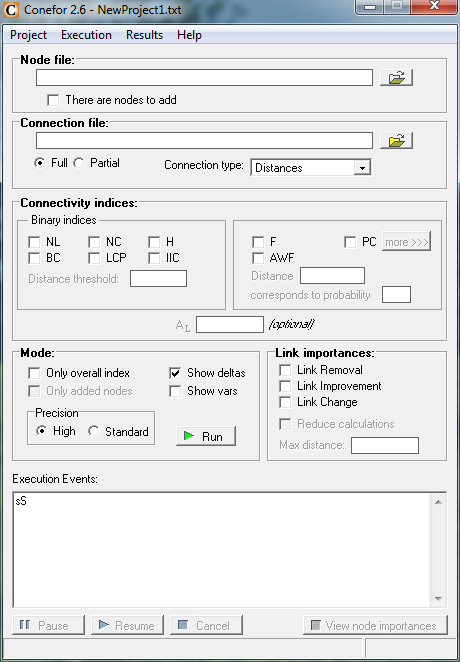 Conefor 2.6 - NewProject1.txt
Project Execution Results Help
Node file:
There are nodes to add
Connection file:
Full Partial Connection type: Distances
Connectivity indices:
Binary indices
NL NC H F PC more >>>
BC LCP IIC AWF
Distance threshold: Distance
corresponds to probability
AL (optional)
Mode: Link importances:
Only overall index Show deltas Link Removal
Only added nodes Show vars Link Improvement
Link Change
Precision Reduce calculations
High Standard Run Max distance:
Execution Events:
sS
Pause Resume Cancel View node importances